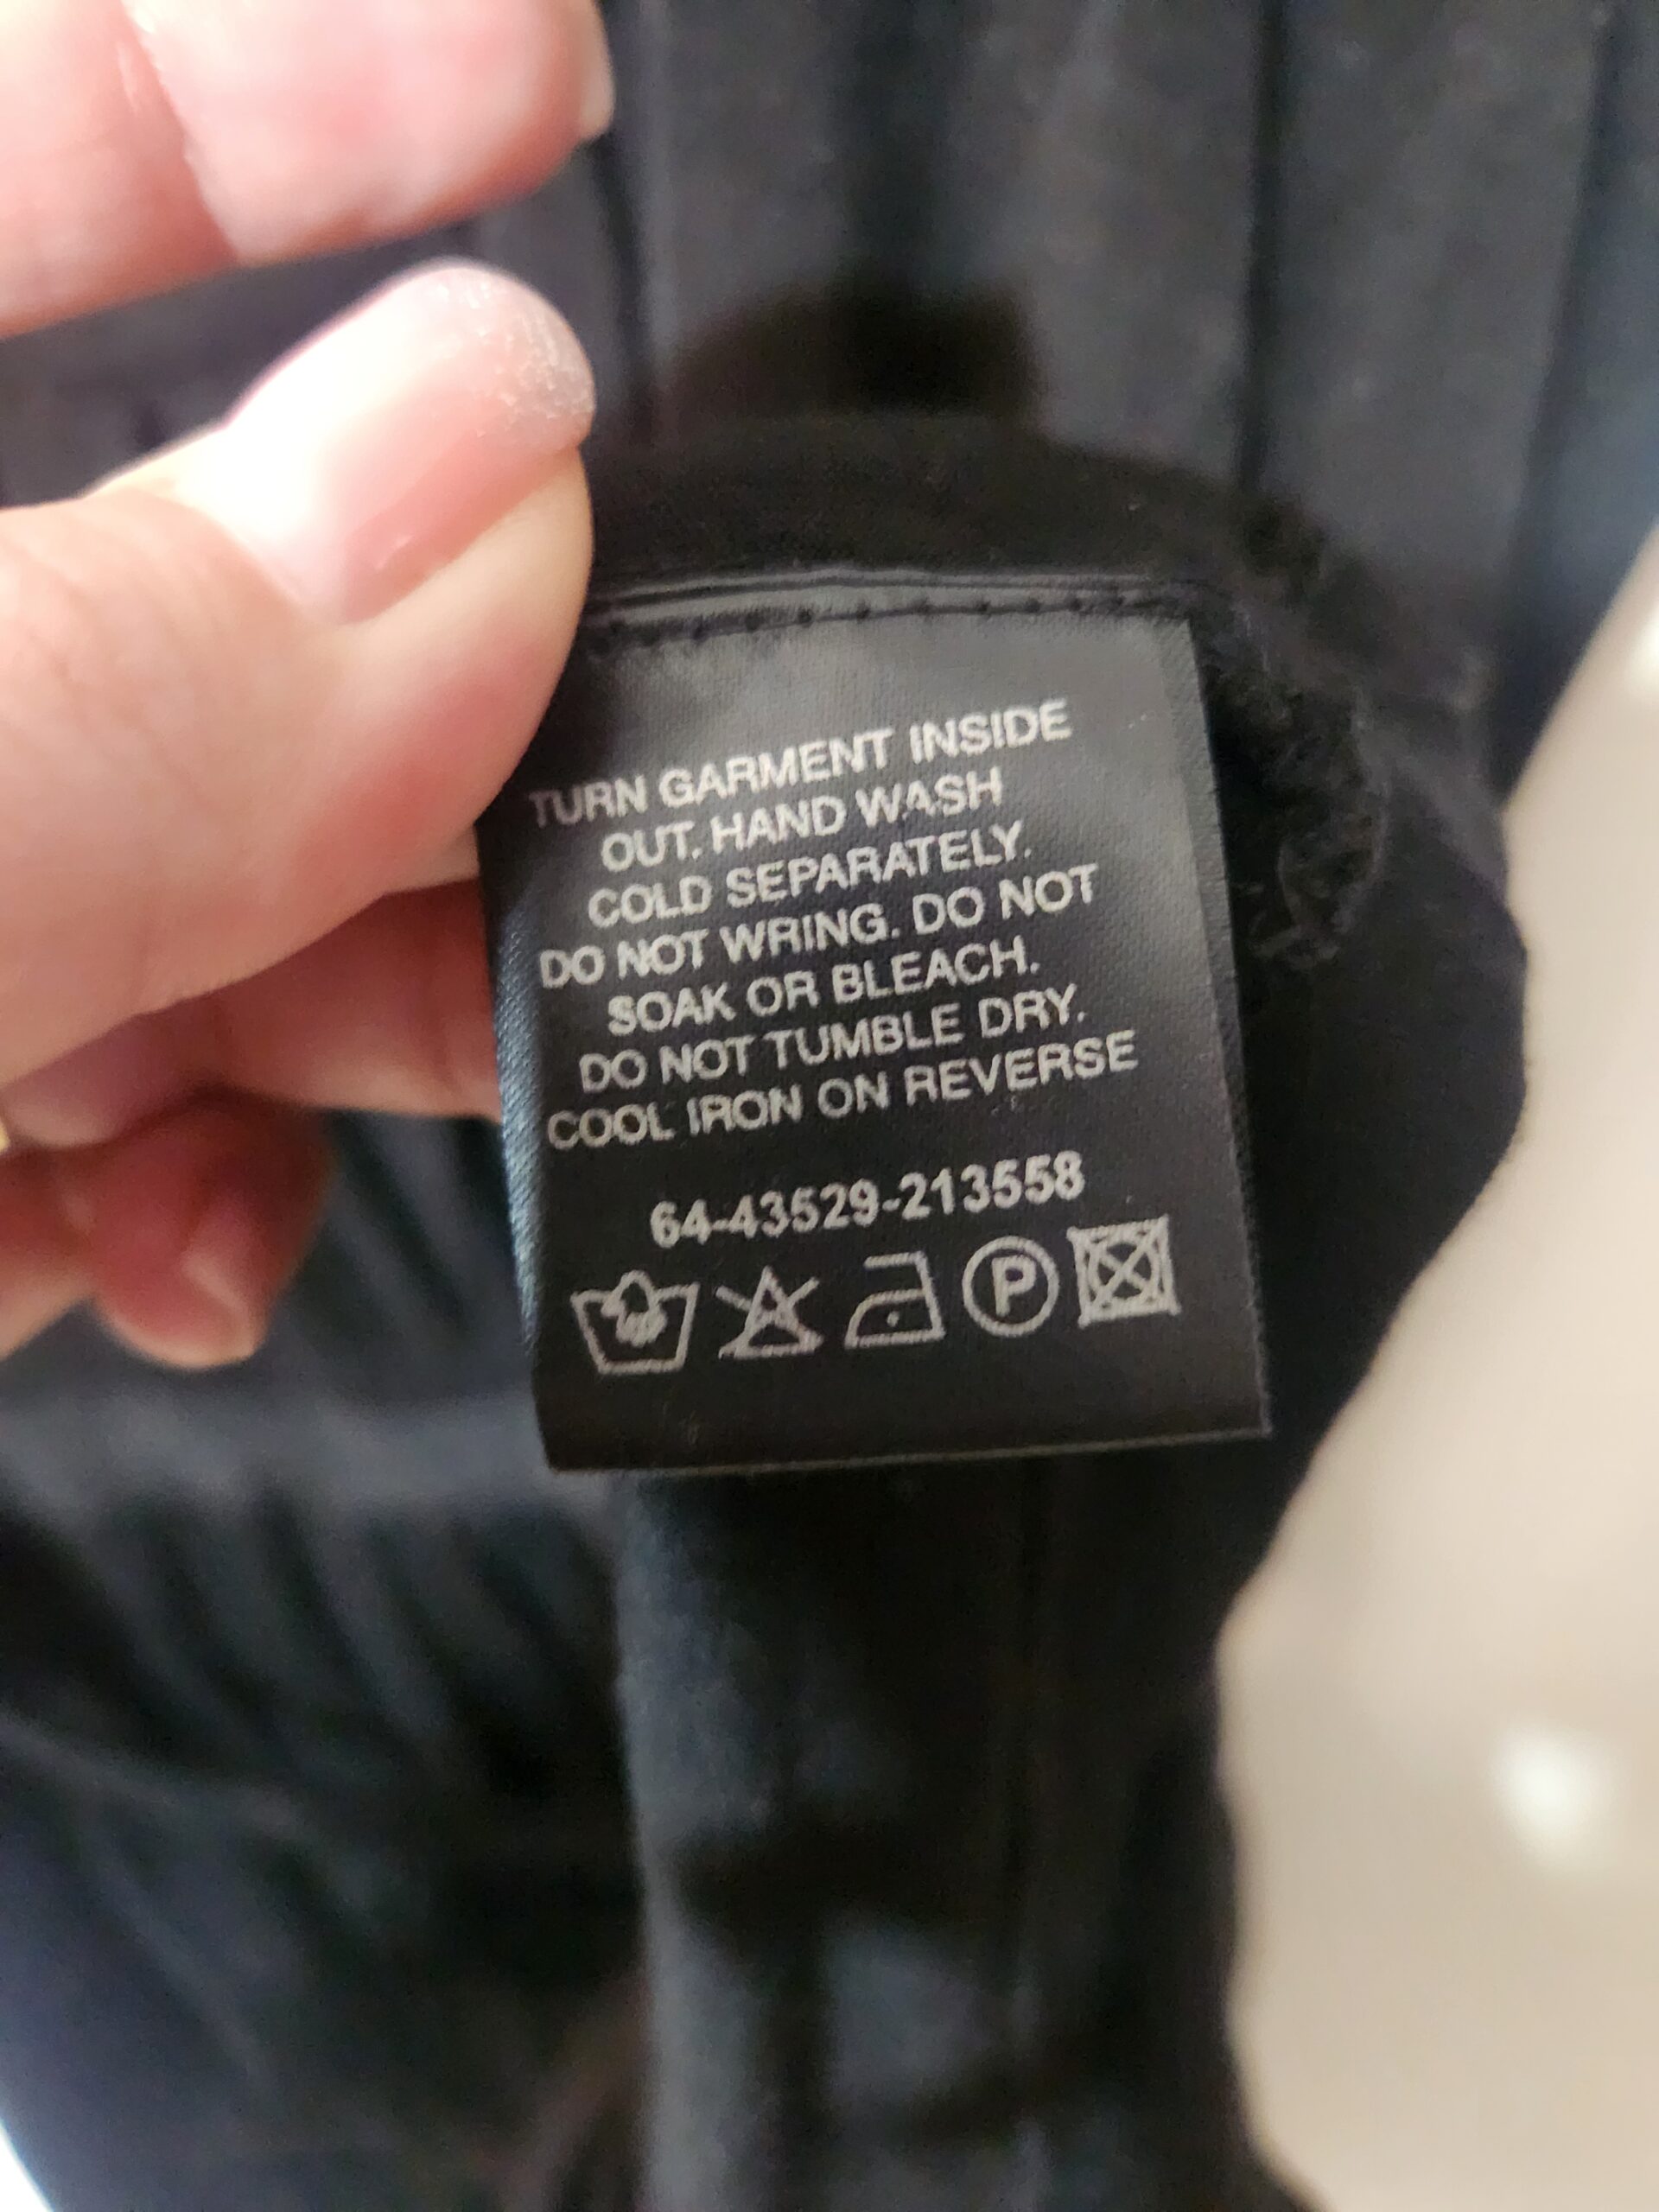 TURN GARMENT INSIDE
OUT. HAND WASH
COLD SEPARATELY.
DO NOT WRING. DO NOT
SOAK OR BLEACH.
DO NOT TUMBLE DRY.
COOL IRON ON REVERSE
64-43529-213558
P